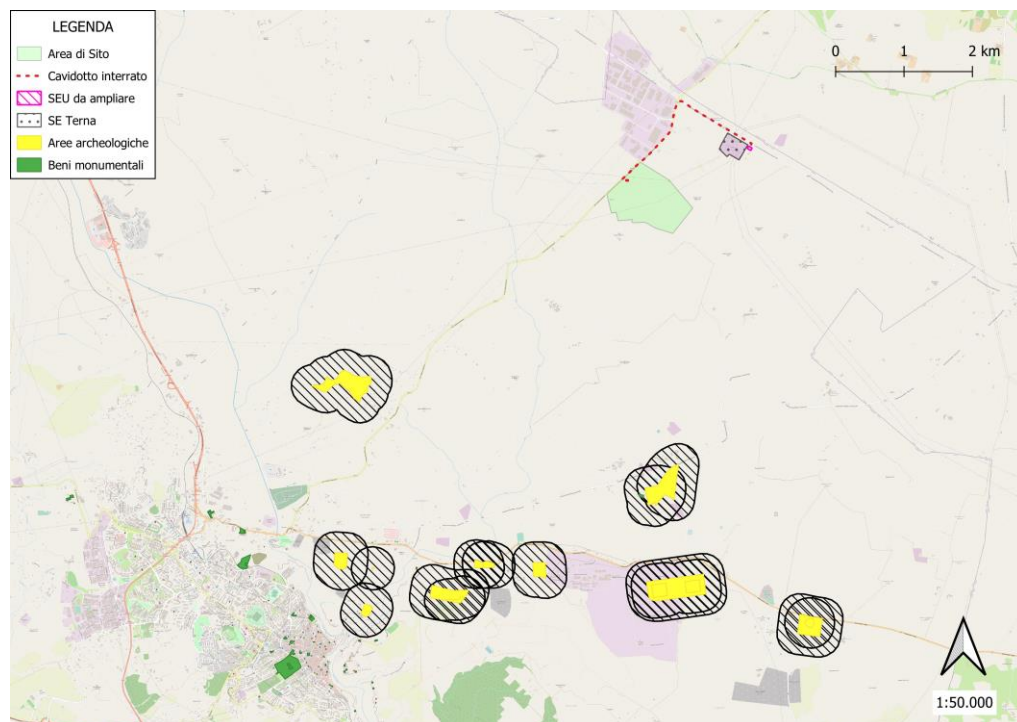 LEGENDA
Area di Sito
Cavidotto interrato
SEU da ampliare
SE Terna
Aree archeologiche
Beni monumentali
0 1 2 km
1:50.000